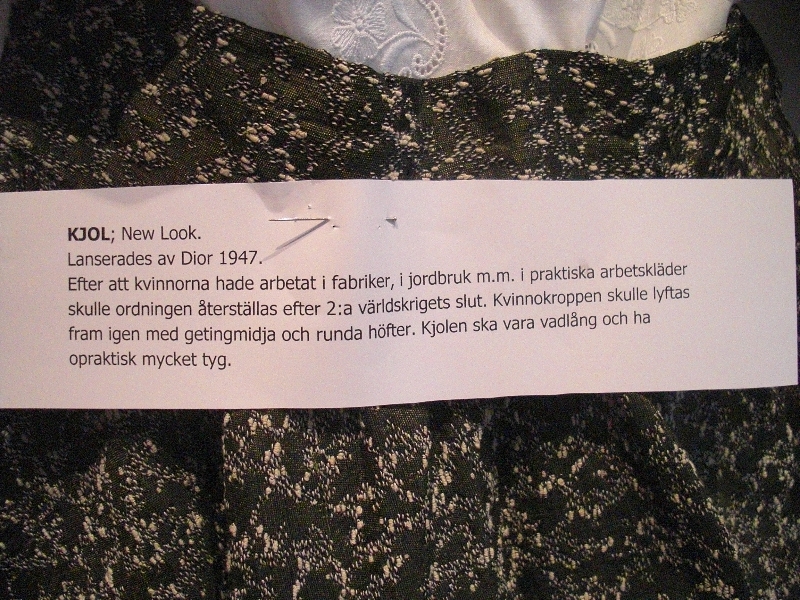 KJOL; New Look.
Lanserades av Dior 1947.
Efter att kvinnorna hade arbetat i fabriker, i jordbruk m.m. i praktiska arbetskläder
skulle ordningen återställas efter 2:a världskrigets slut. Kvinnokroppen skulle lyftas
fram igen med getingmidja och runda höfter. Kjolen ska vara vadlång och ha
opraktisk mycket tyg.